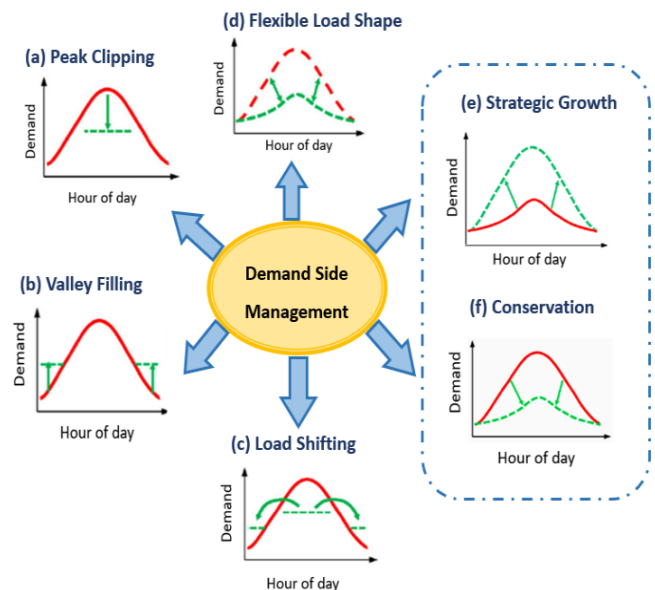 (d) Flexible Load Shape
Demand
Hour of day
(a) Peak Clipping
Demand
Hour of day
(e) Strategic Growth
Demand
Hour of day
Demand Side
Management
(b) Valley Filling
Demand
Hour of day
(f) Conservation
Demand
Hour of day
(c) Load Shifting
Demand
Hour of day